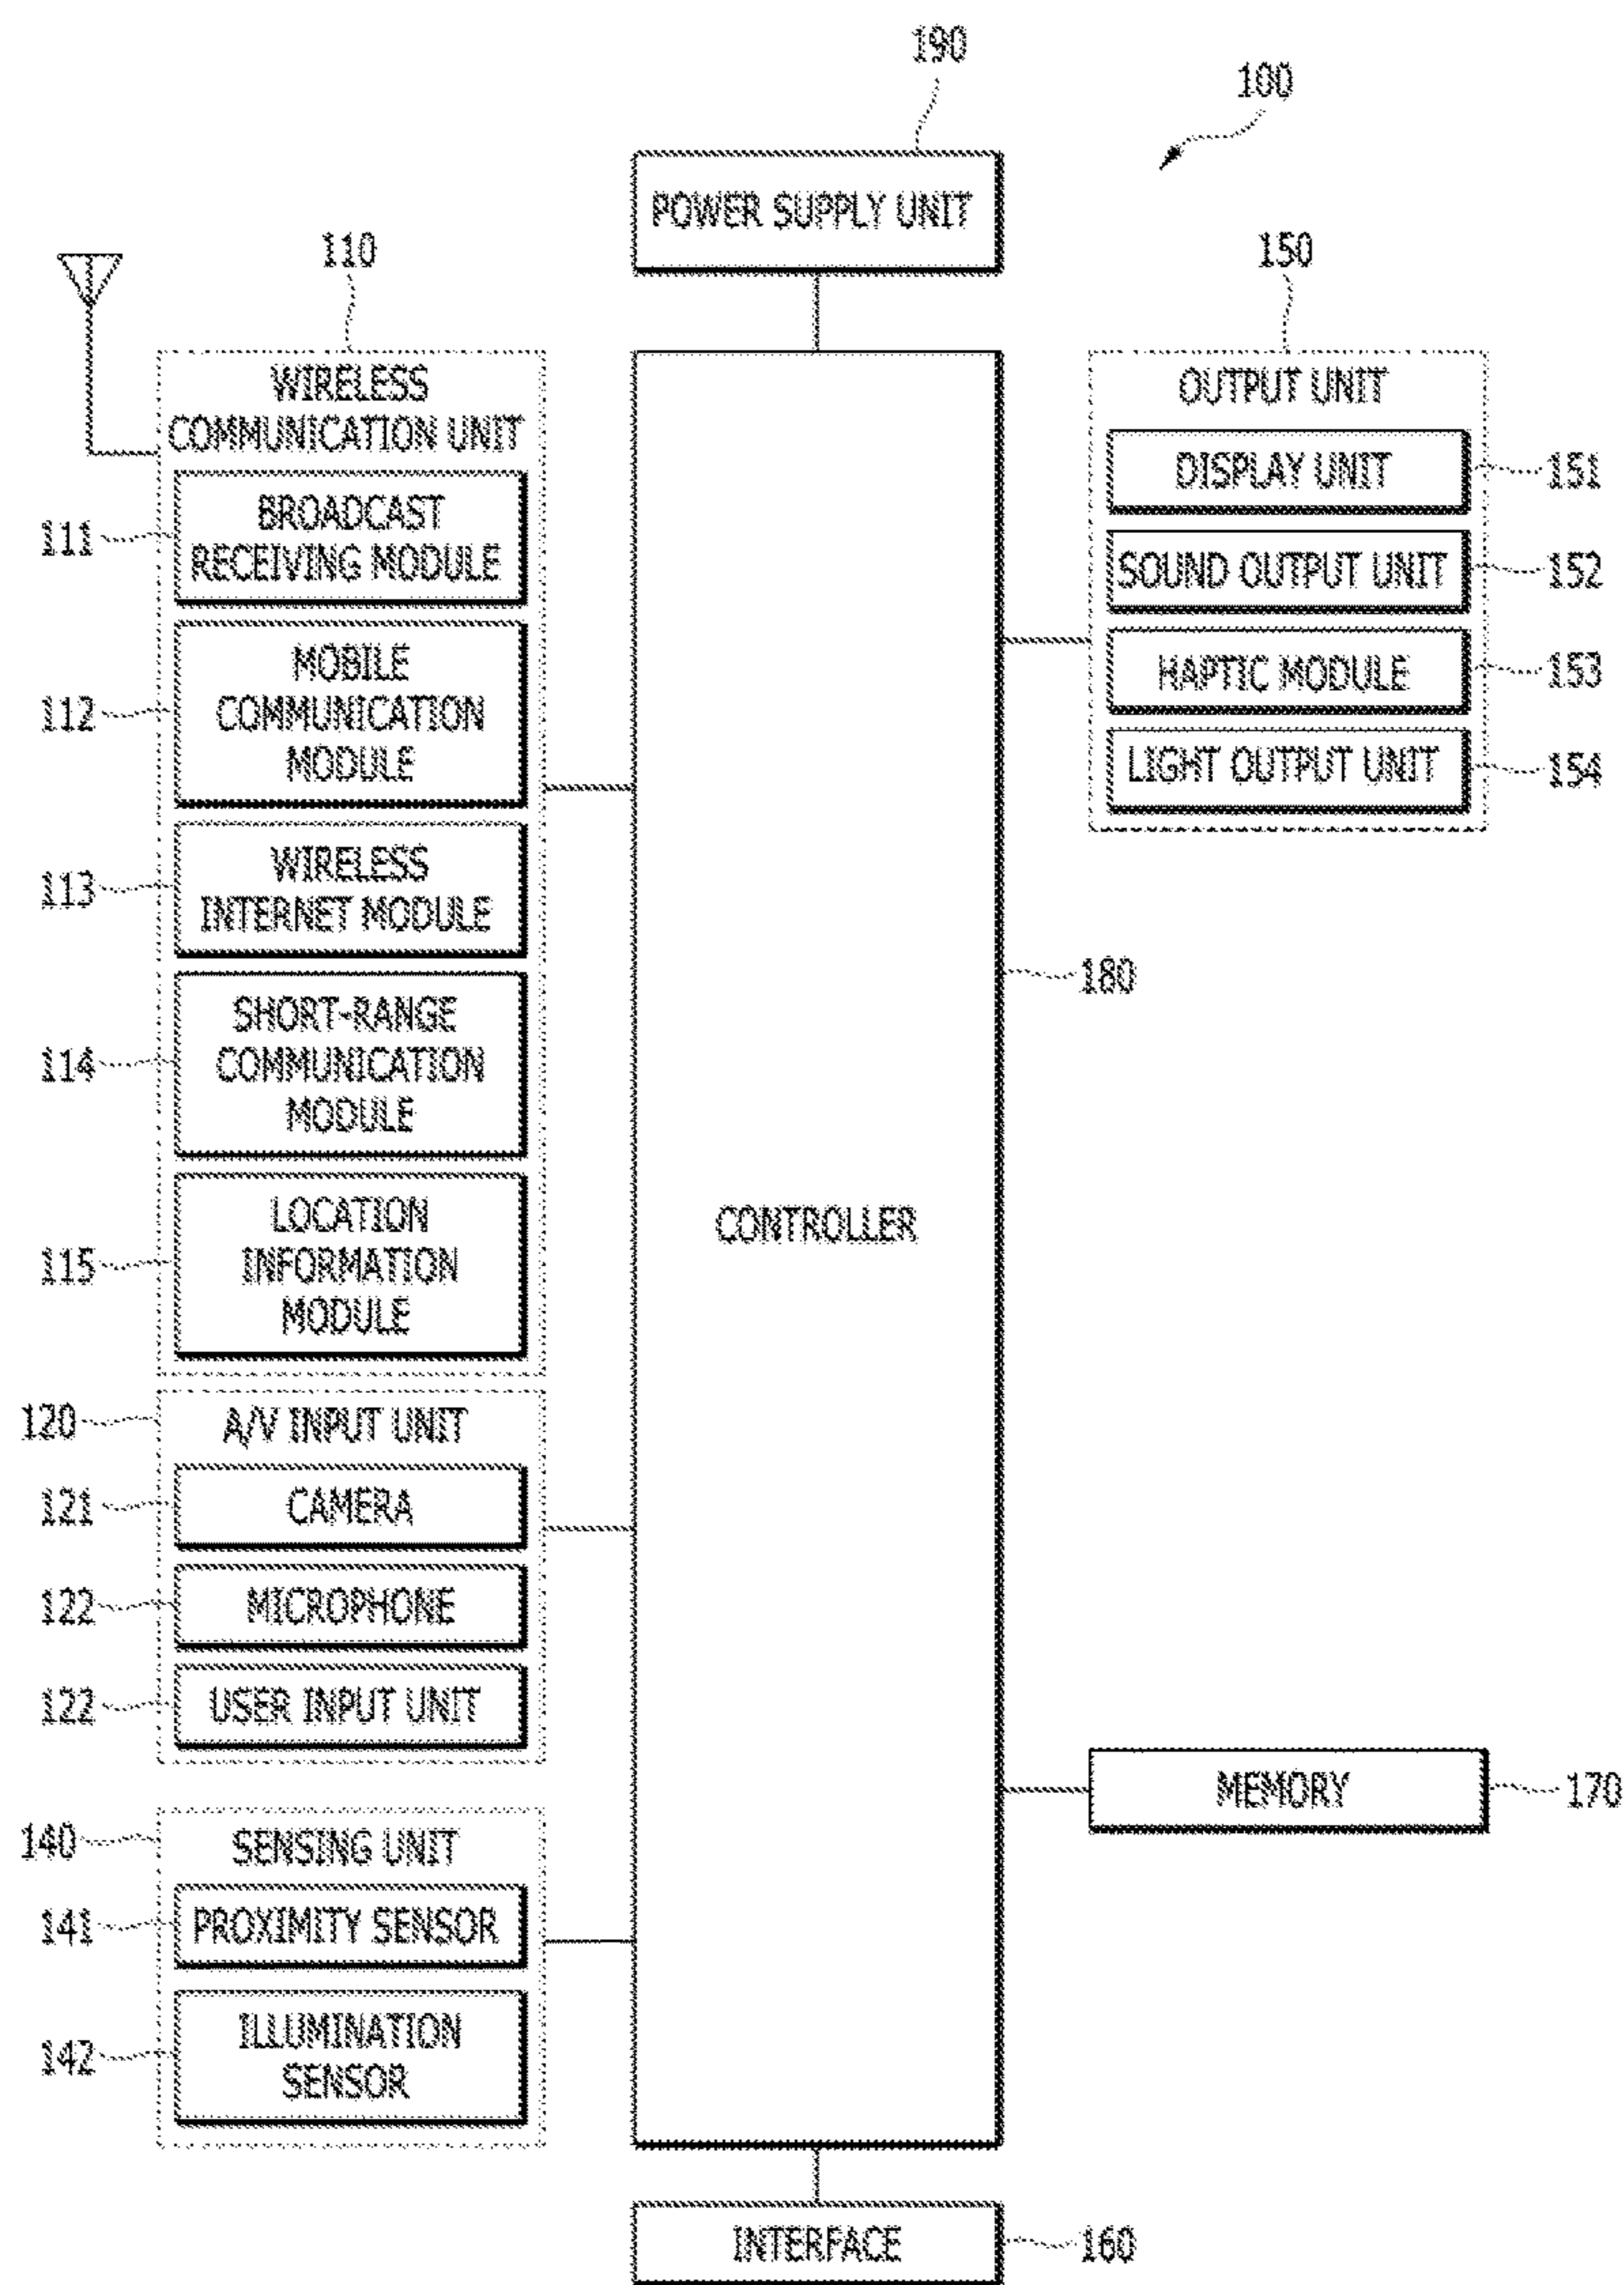 190
100
POWER SUPPLY UNIT
110
WIRELESS
COMMUNICATION UNIT
111
BROADCAST
RECEIVING MODULE
112
MOBILE
COMMUNICATION
MODULE
113
WIRELESS
INTERNET MODULE
114
SHORT-RANGE
COMMUNICATION
MODULE
115
LOCATION
INFORMATION
MODULE
120
A/V INPUT UNIT
121
CAMERA
122
MICROPHONE
122
USER INPUT UNIT
140
SENSING UNIT
141
PROXIMITY SENSOR
142
ILLUMINATION
SENSOR
CONTROLLER
180
150
OUTPUT UNIT
DISPLAY UNIT
151
SOUND OUTPUT UNIT
152
HAPTIC MODULE
153
LIGHT OUTPUT UNIT
154
MEMORY
170
INTERFACE
160